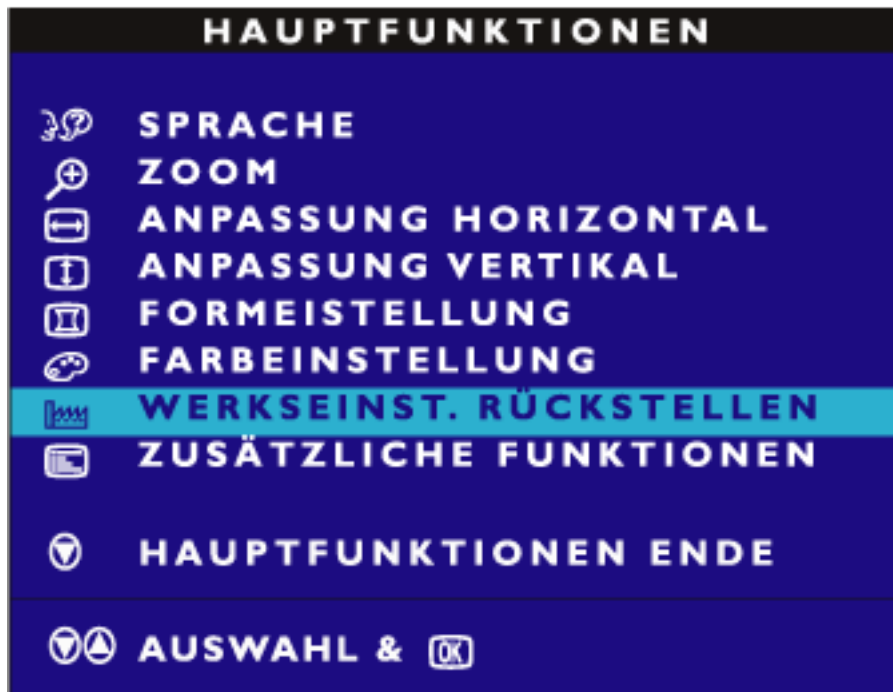 HAUPTFUNKTIONEN
SPRACHE
ZOOM
ANPASSUNG HORIZONTAL
ANPASSUNG VERTIKAL
FORMEISTELLUNG
FARBEINSTELLUNG
WERKSEINST. RÜCKSTELLEN
ZUSÄTZLICHE FUNKTIONEN
HAUPTFUNKTIONEN ENDE
AUSWAHL & OK